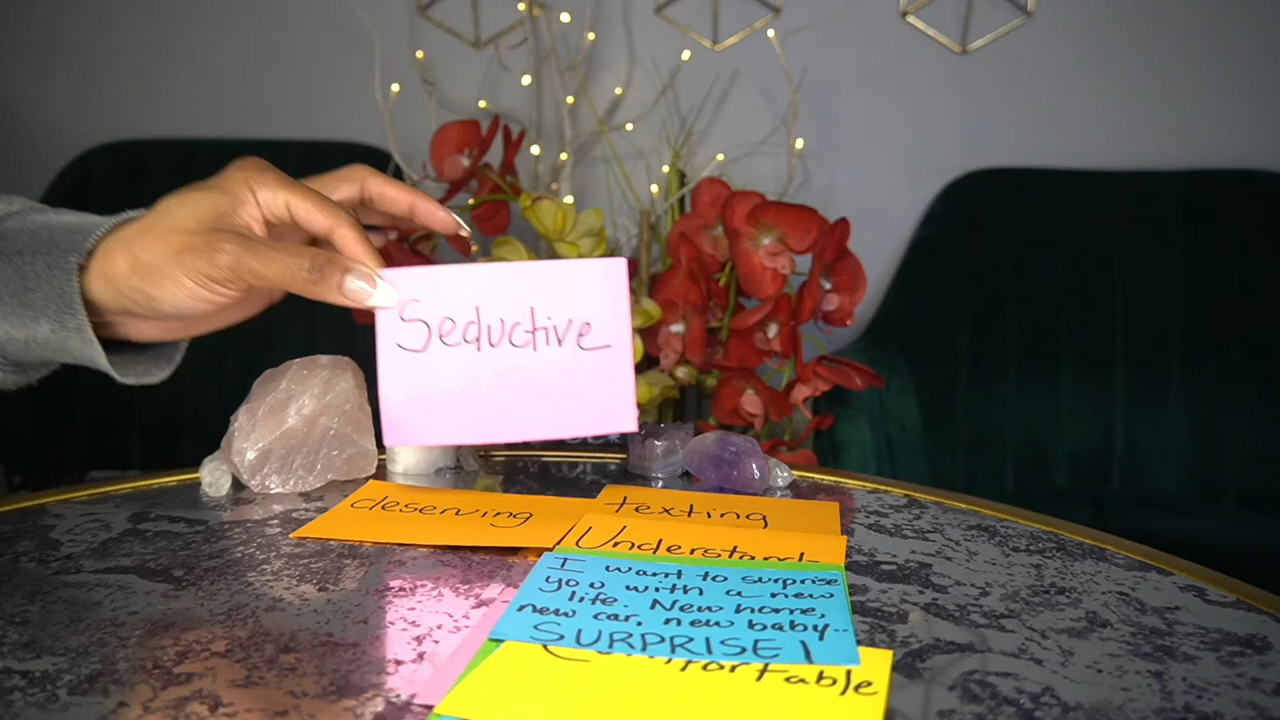 Seductive
deserving
Texting
I want to surprise
you with a new
life. New home,
new car, new baby...
SURPRISE!
Comfortable